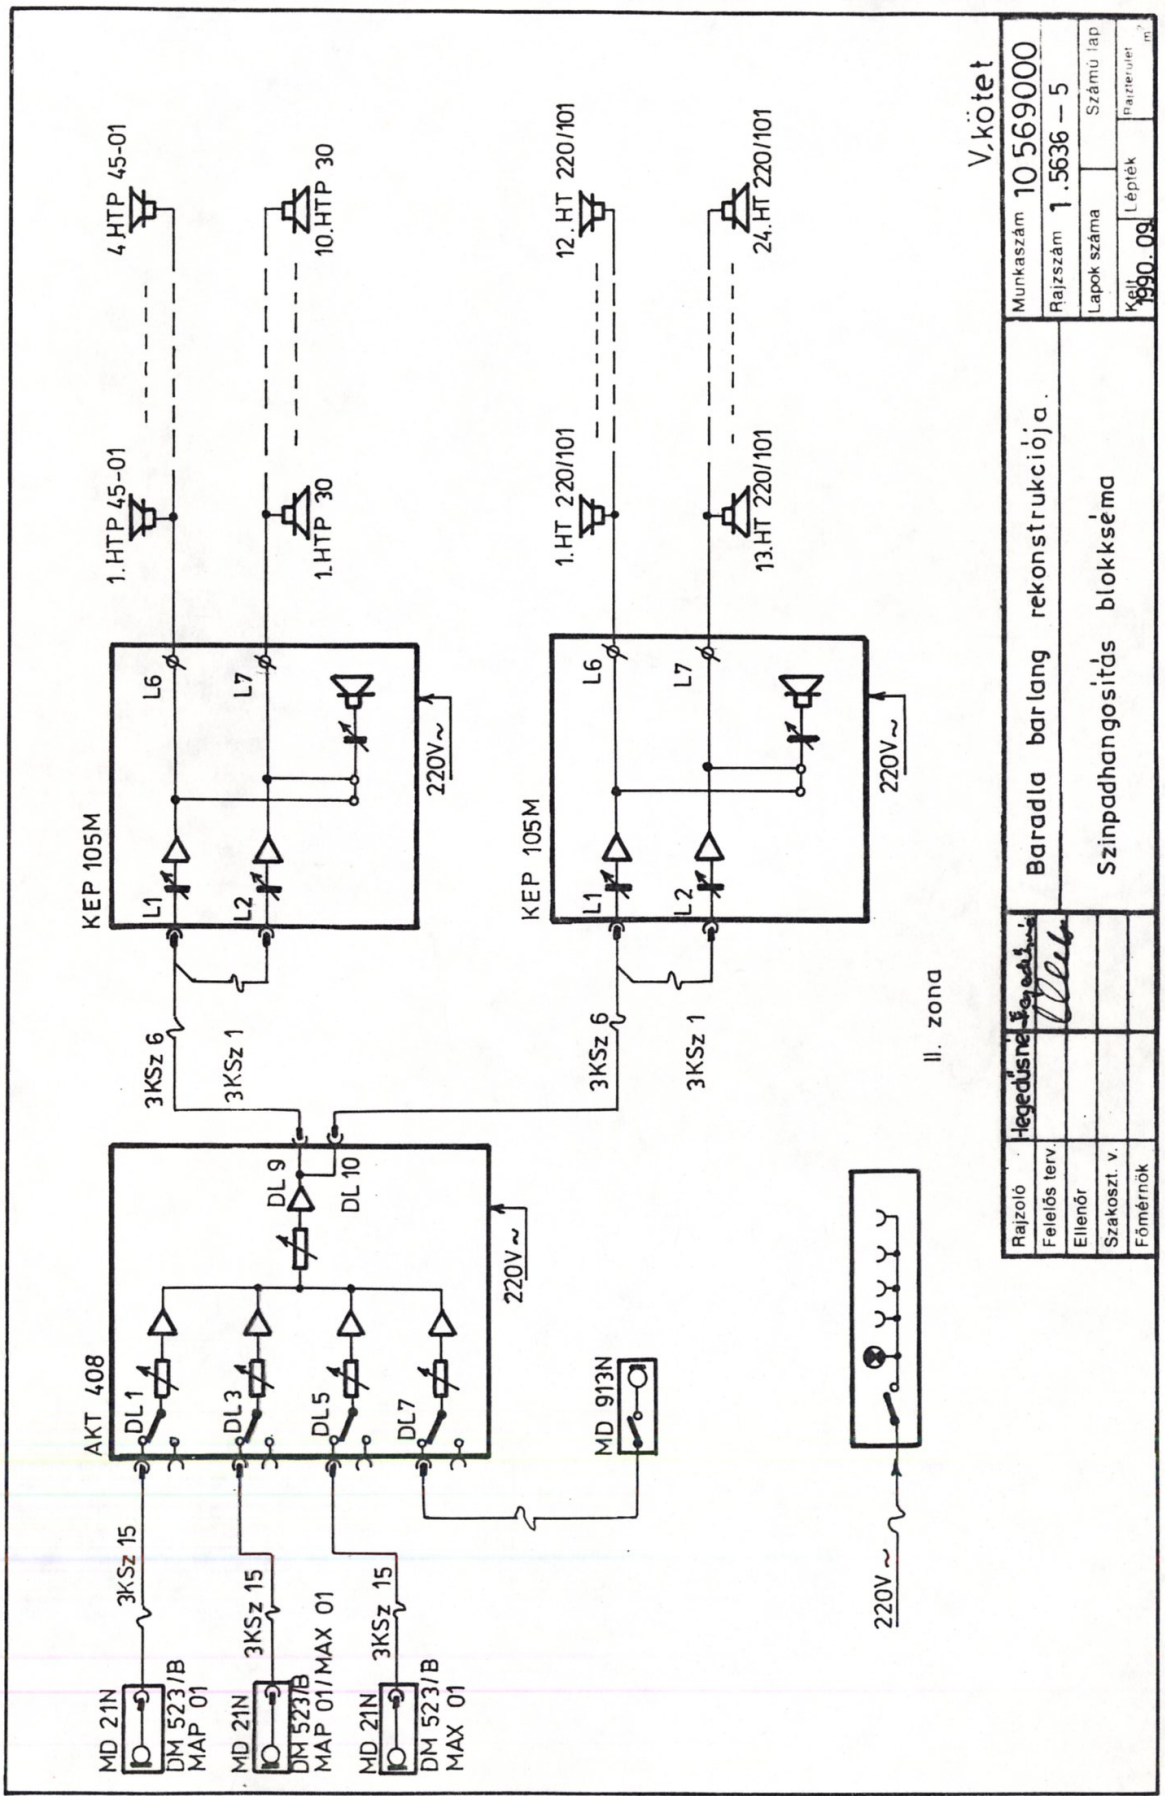 MD 21N
DM 523/B
MAP 01
3KSz 15
MD 21N
DM 523/B
MAP 01/MAX 01
3KSz 15
MD 21N
DM 523/B
MAX 01
3KSz 15
AKT 408
DL1
DL3
DL5
DL7
DL 9
DL 10
220V~
MD 913N
220V~
3KSz 6
3KSz 1
3KSz 6
3KSz 1
II. zona
KEP 105M
L1
L2
L6
L7
220V~
KEP 105M
L1
L2
L6
L7
220V~
1.HTP 45-01
4.HTP 45-01
1.HTP 30
10.HTP 30
1.HT 220/101
12.HT 220/101
13.HT 220/101
24.HT 220/101
V,kötet
Rajzoló Hegedűsné
Felelős terv.
Ellenőr
Szakoszt. v.
Főmérnök
Baradla barlang rekonstrukciója.
Szinpadhangositás blokkséma
Munkaszám 10 569000
Rajzszám 1.5636-5
Lapok száma Számú lap
Kelt 1990.09. Lépték Rajzterület m²